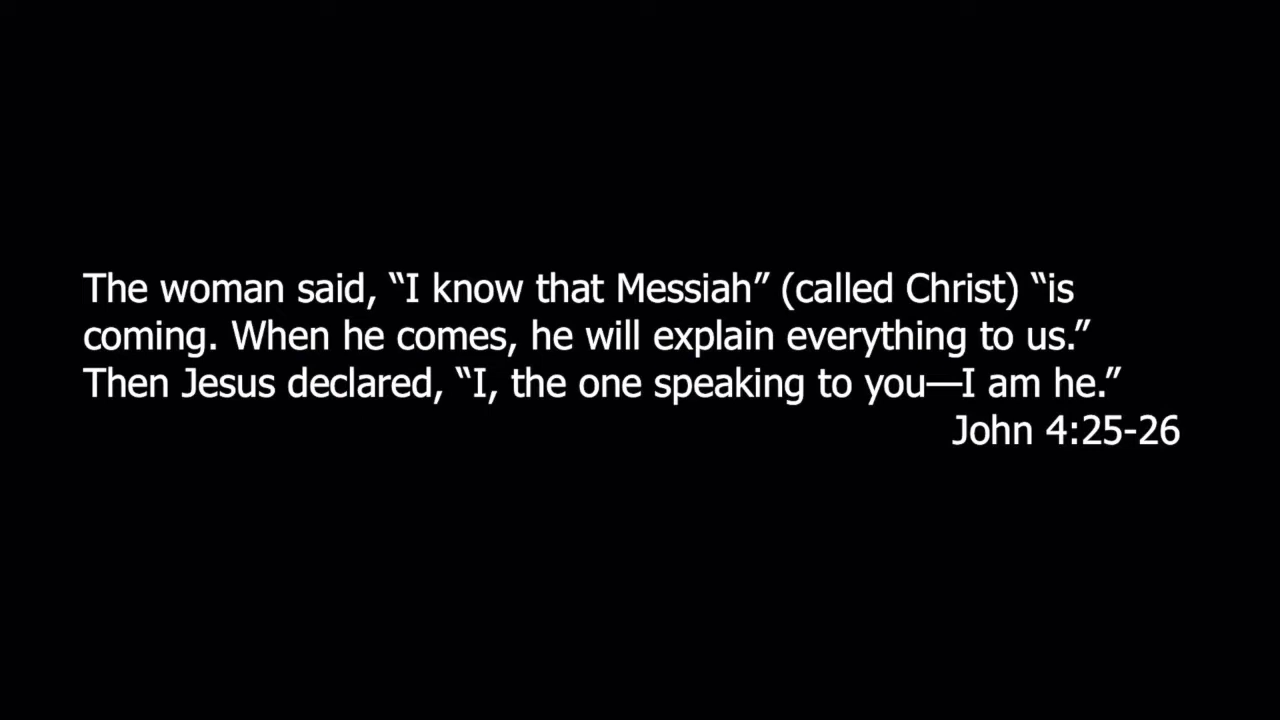 The woman said, “I know that Messiah” (called Christ) “is
coming. When he comes, he will explain everything to us.”
Then Jesus declared, “I, the one speaking to you—I am he.”
John 4:25-26